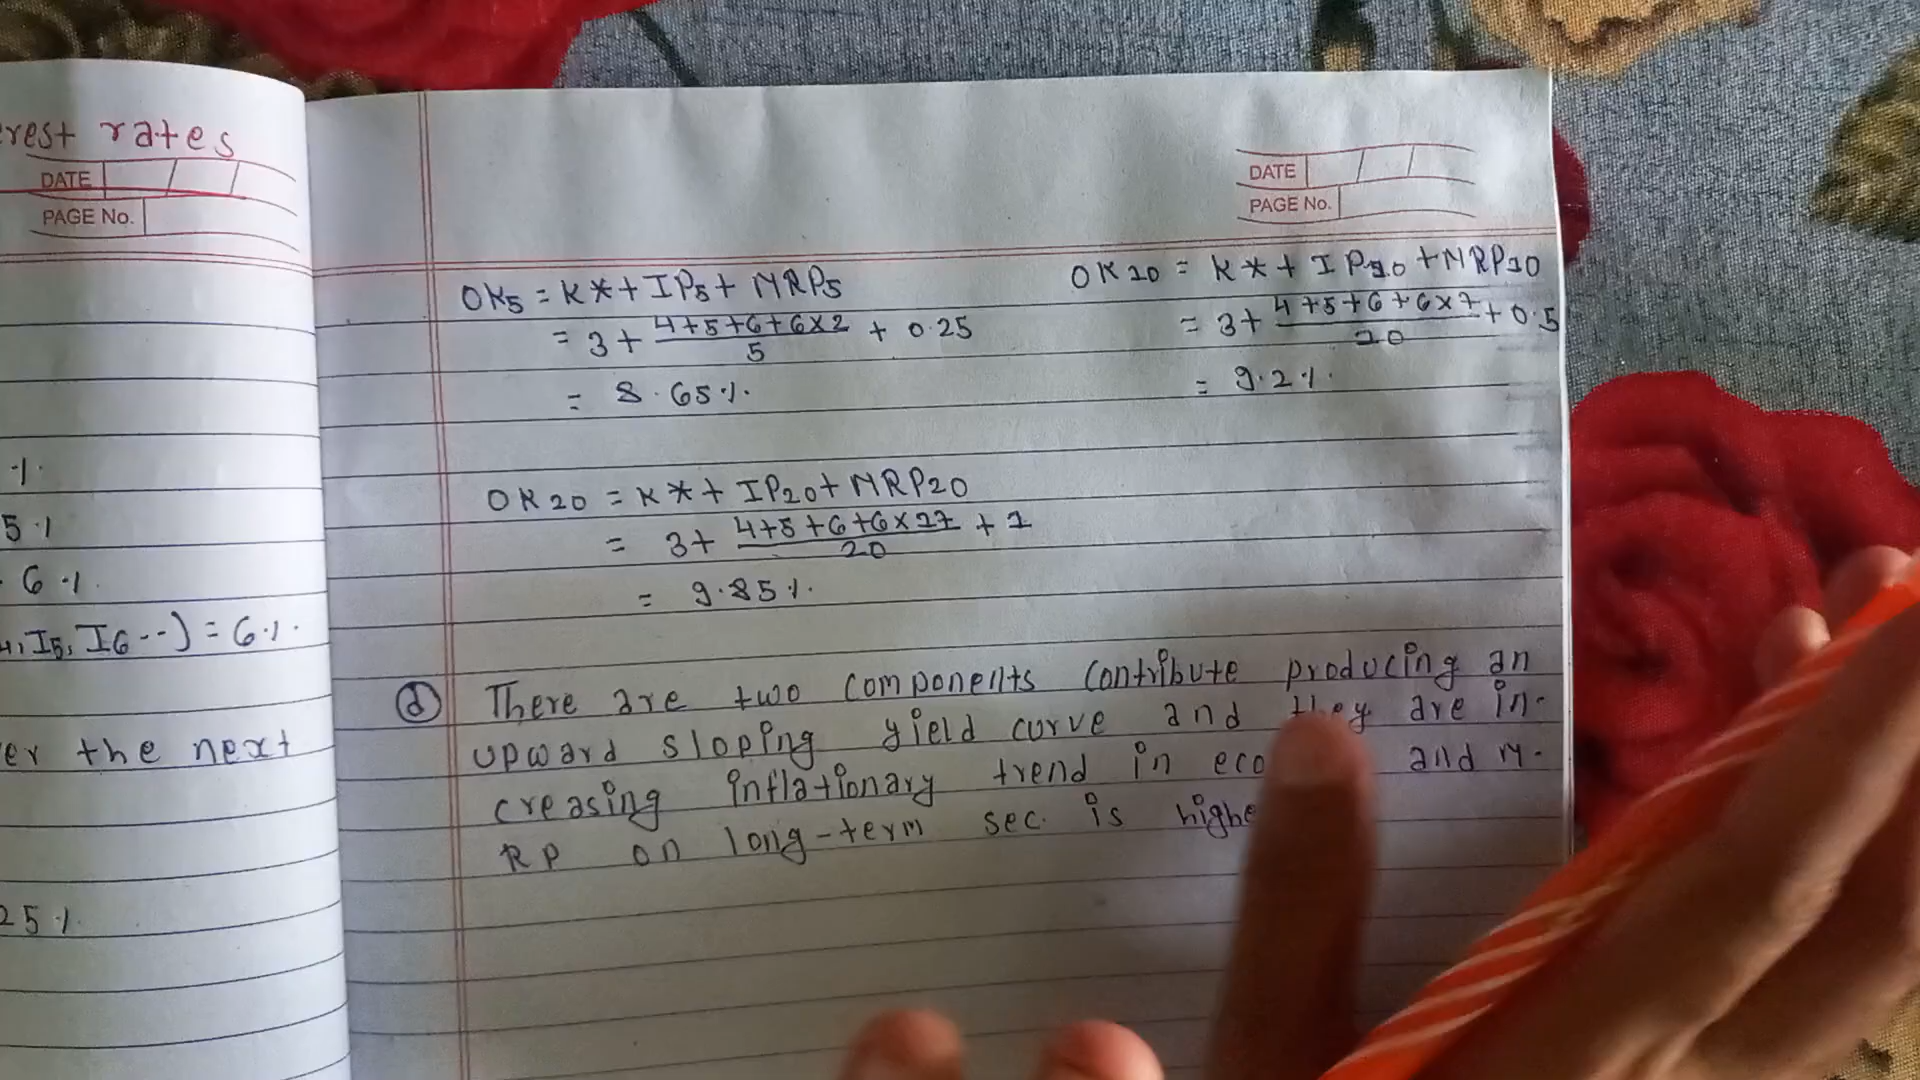 erest rates
DATE
PAGE No.
·/.
5 ·/.
6 ·/.
I5, I6 --) = 6·/.
er the next
25 ·/.
DATE
PAGE No.
OK5 = K* + IP5 + MRP5
= 3 + 4+5+6+6×2 / 5 + 0.25
= 8.65 ·/.
OK10 = K* + IP10 + MRP10
= 3 + 4+5+6+6×7 / 10 + 0.5
= 9.2 ·/.
OK20 = K* + IP20 + MRP20
= 3 + 4+5+6+6×17 / 20 + 1
= 9.85 ·/.
(d) There are two components contribute producing an
upward sloping yield curve and they are in-
creasing inflationary trend in eco and M-
RP on long-term sec. is highe